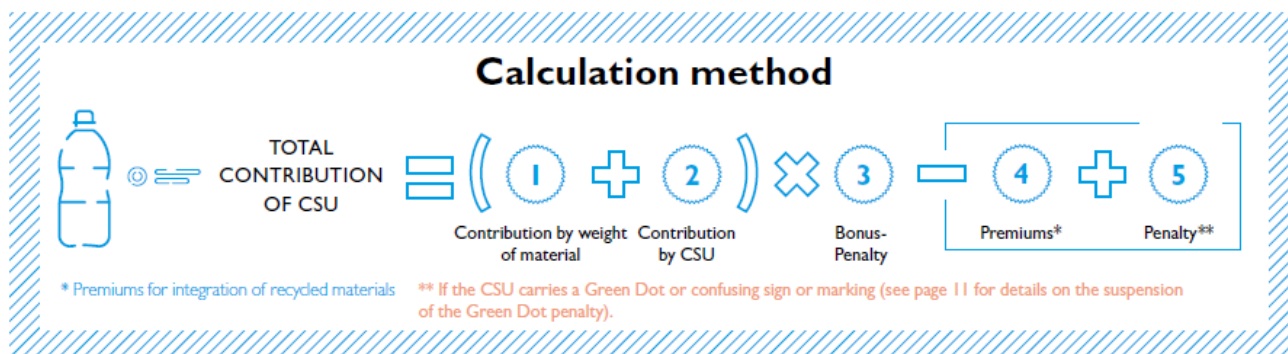 Calculation method
TOTAL
CONTRIBUTION
OF CSU
1
2
3
4
5
Contribution by weight
of material
Contribution
by CSU
Bonus-
Penalty
Premiums*
Penalty**
* Premiums for integration of recycled materials
** If the CSU carries a Green Dot or confusing sign or marking (see page 11 for details on the suspension
of the Green Dot penalty).